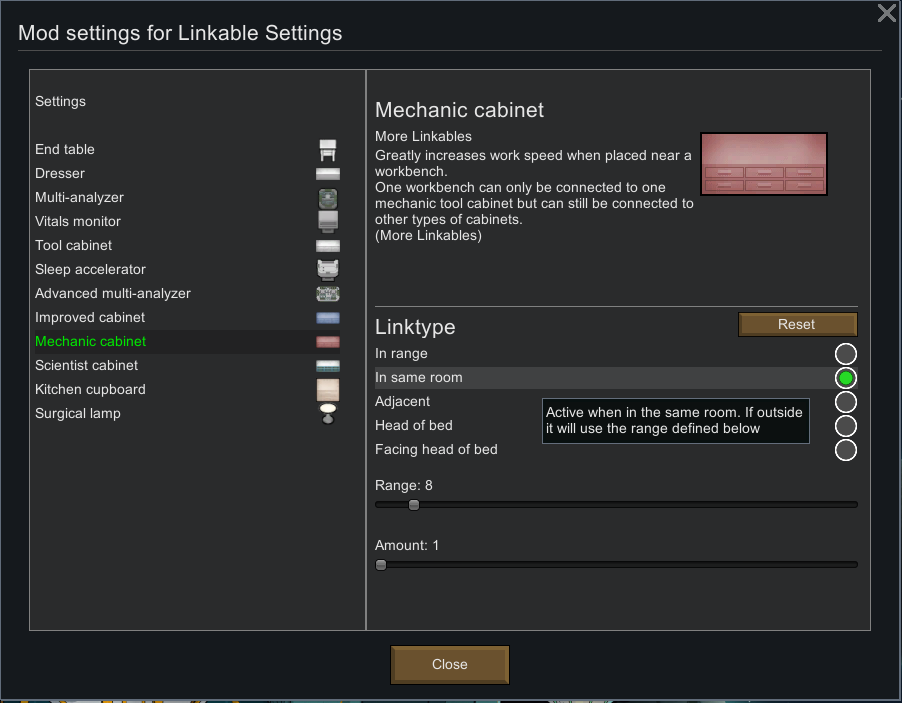 Mod settings for Linkable Settings
Settings
End table
Dresser
Multi-analyzer
Vitals monitor
Tool cabinet
Sleep accelerator
Advanced multi-analyzer
Improved cabinet
Mechanic cabinet
Scientist cabinet
Kitchen cupboard
Surgical lamp
Mechanic cabinet
More Linkables
Greatly increases work speed when placed near a
workbench.
One workbench can only be connected to one
mechanic tool cabinet but can still be connected to
other types of cabinets.
(More Linkables)
Linktype
Reset
In range
In same room
Adjacent
Head of bed
Facing head of bed
Active when in the same room. If outside
it will use the range defined below
Range: 8
Amount: 1
Close